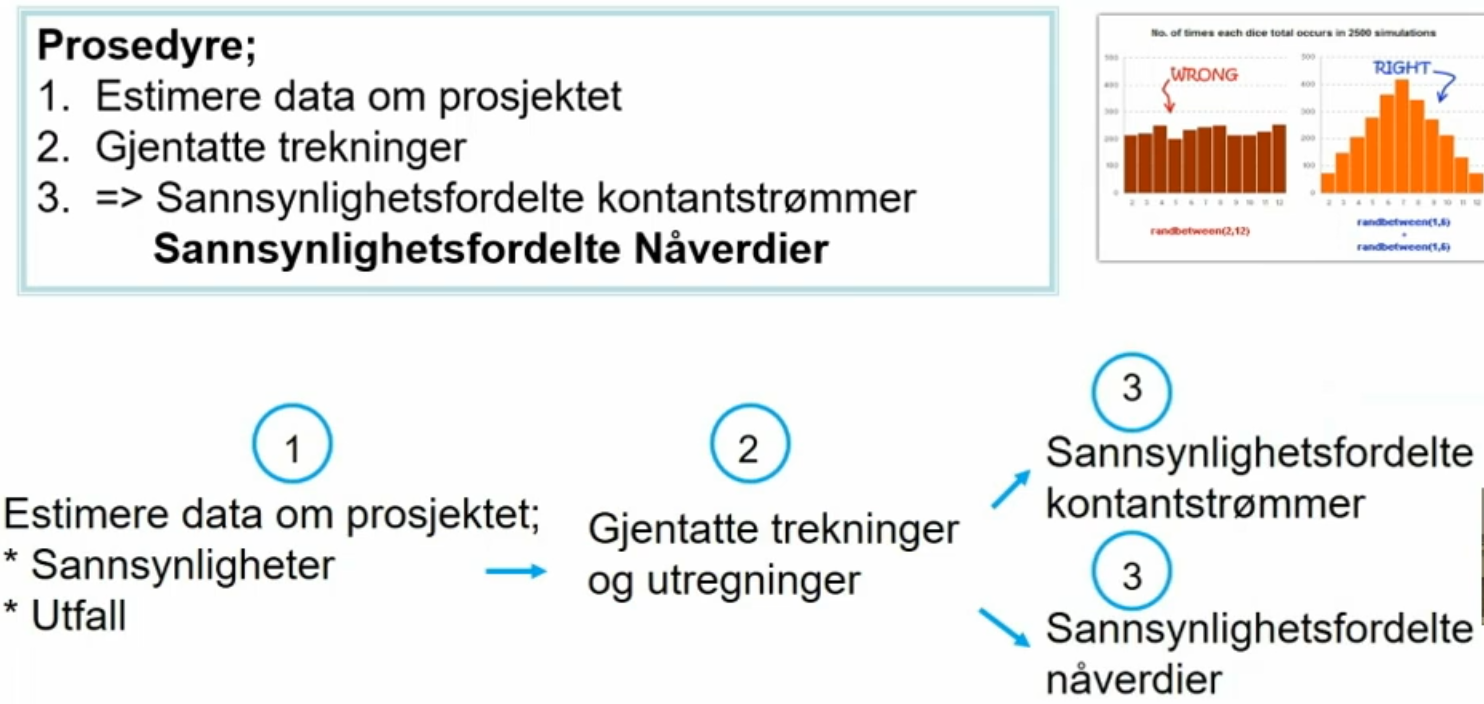 Prosedyre;
1. Estimere data om prosjektet
2. Gjentatte trekninger
3. => Sannsynlighetsfordelte kontantstrømmer
Sannsynlighetsfordelte Nåverdier
No. of times each dice total occurs in 2500 simulations
500
400
300
200
100
0
WRONG
2 3 4 5 6 7 8 9 10 11 12
randbetween(2,12)
500
400
300
200
100
0
RIGHT
2 3 4 5 6 7 8 9 10 11 12
randbetween(1,6)
+
randbetween(1,6)
1
Estimere data om prosjektet;
* Sannsynligheter
* Utfall
2
Gjentatte trekninger
og utregninger
3
Sannsynlighetsfordelte
kontantstrømmer
3
Sannsynlighetsfordelte
nåverdier